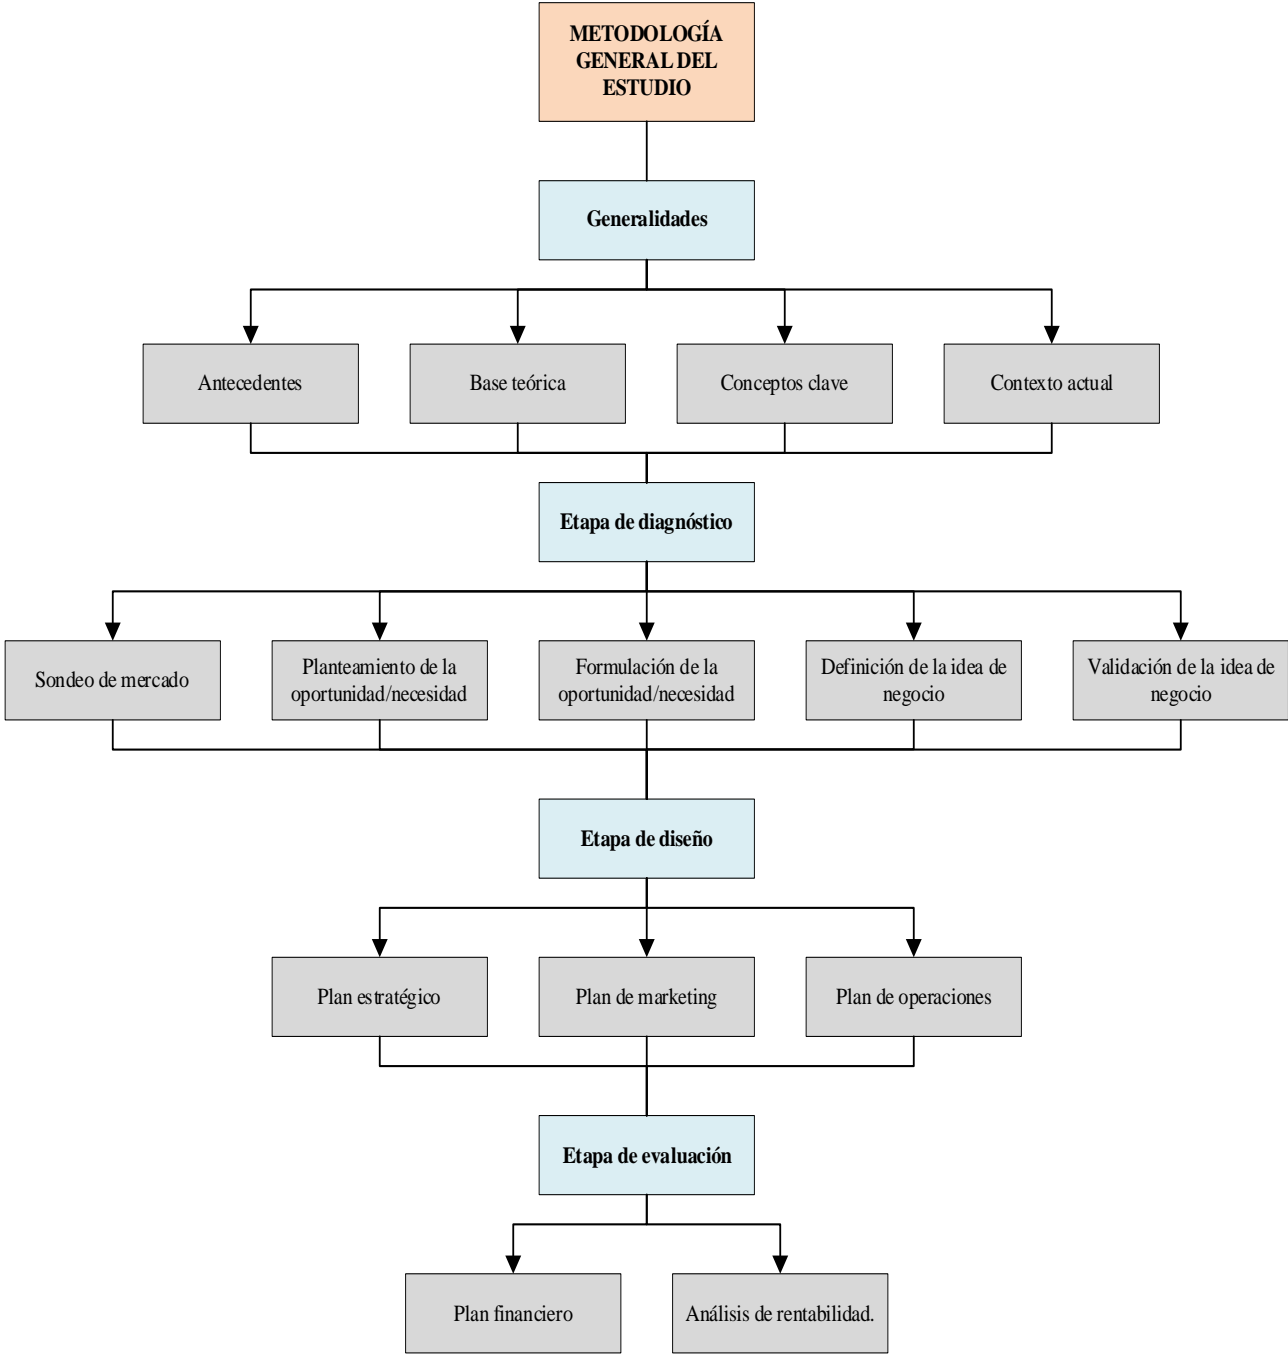 METODOLOGÍA
GENERAL DEL
ESTUDIO
Generalidades
Antecedentes
Base teórica
Conceptos clave
Contexto actual
Etapa de diagnóstico
Sondeo de mercado
Planteamiento de la
oportunidad/necesidad
Formulación de la
oportunidad/necesidad
Definición de la idea de
negocio
Validación de la idea de
negocio
Etapa de diseño
Plan estratégico
Plan de marketing
Plan de operaciones
Etapa de evaluación
Plan financiero
Análisis de rentabilidad.